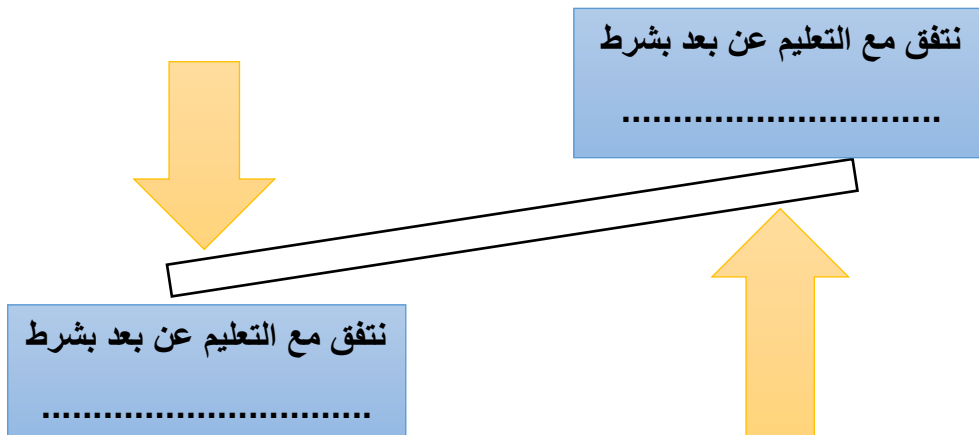 نتفق مع التعليم عن بعد بشرط
...............................
نتفق مع التعليم عن بعد بشرط
................................